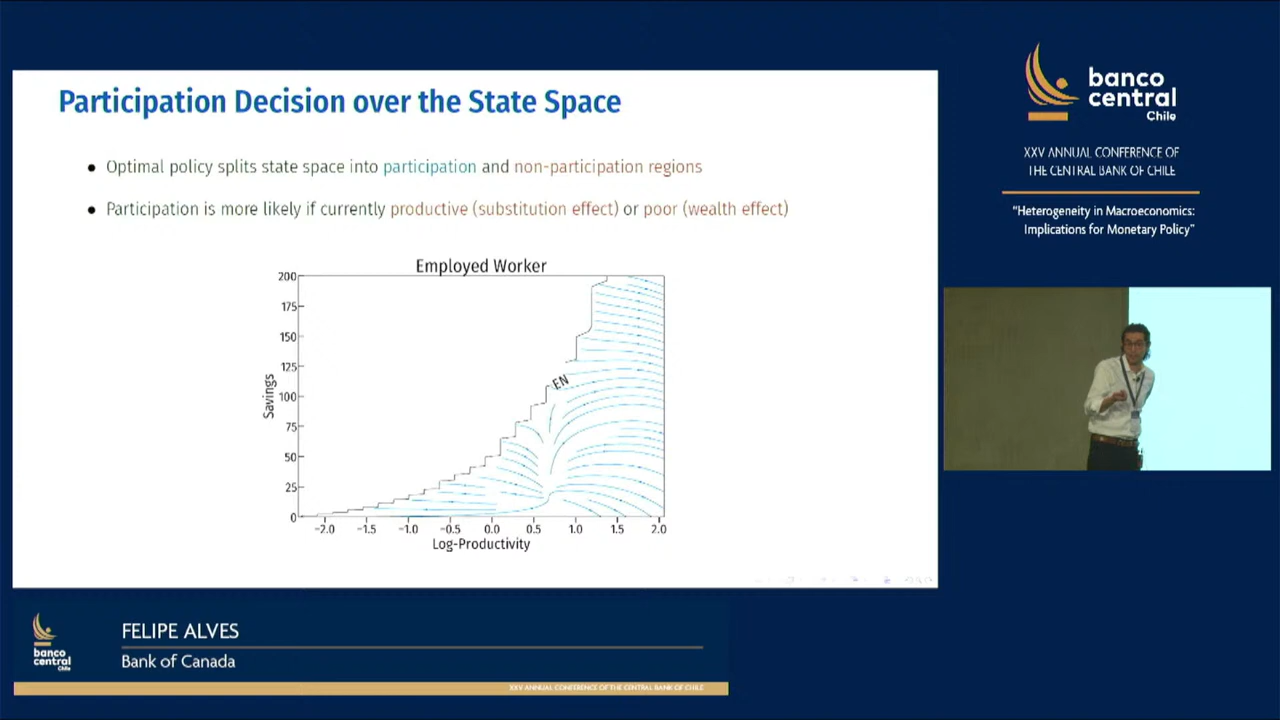 Participation Decision over the State Space
• Optimal policy splits state space into participation and non-participation regions
• Participation is more likely if currently productive (substitution effect) or poor (wealth effect)
Employed Worker
200
175
150
125
100
75
50
25
0
Savings
EN
−2.0 −1.5 −1.0 −0.5 0.0 0.5 1.0 1.5 2.0
Log-Productivity
banco
central
Chile
XXV ANNUAL CONFERENCE OF
THE CENTRAL BANK OF CHILE
“Heterogeneity in Macroeconomics:
Implications for Monetary Policy”
banco
central
Chile
FELIPE ALVES
Bank of Canada
XXV ANNUAL CONFERENCE OF THE CENTRAL BANK OF CHILE